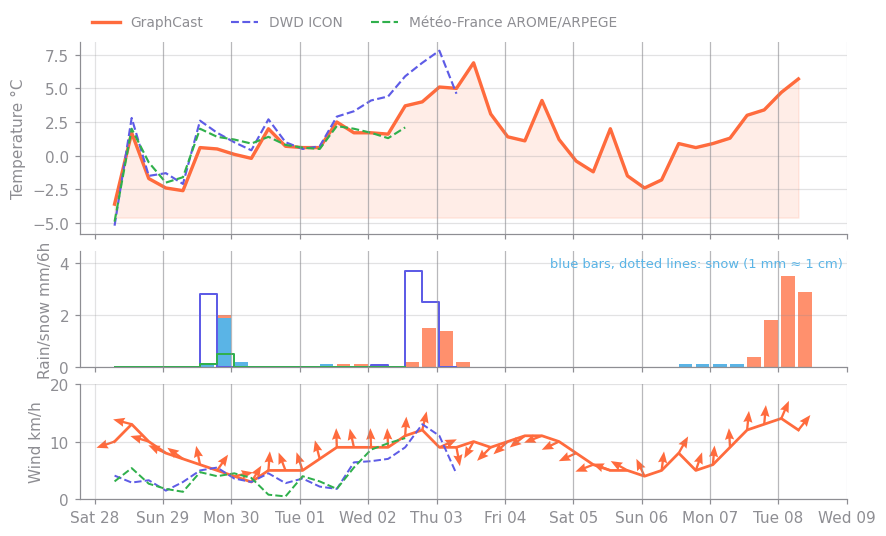 GraphCast DWD ICON Météo-France AROME/ARPEGE
Temperature °C
7.5
5.0
2.5
0.0
−2.5
−5.0
Rain/snow mm/6h
blue bars, dotted lines: snow (1 mm ≈ 1 cm)
4
2
0
Wind km/h
20
10
0
Sat 28 Sun 29 Mon 30 Tue 01 Wed 02 Thu 03 Fri 04 Sat 05 Sun 06 Mon 07 Tue 08 Wed 09